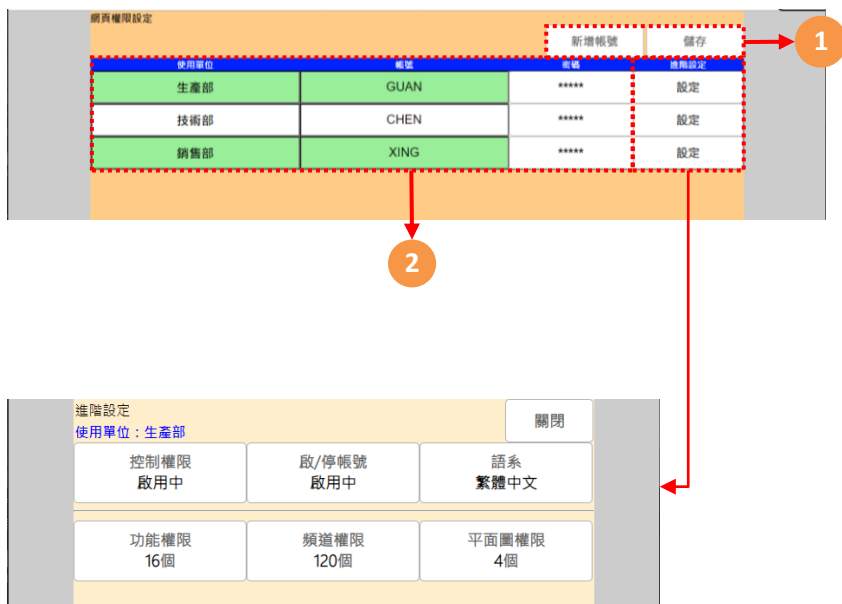 網頁權限設定
新增帳號 儲存
1
使用單位 帳號 密碼 進階設定
生產部 GUAN ***** 設定
技術部 CHEN ***** 設定
銷售部 XING ***** 設定
2
進階設定
關閉
使用單位：生產部
控制權限 啟/停帳號 語系
啟用中 啟用中 繁體中文
功能權限 頻道權限 平面圖權限
16個 120個 4個